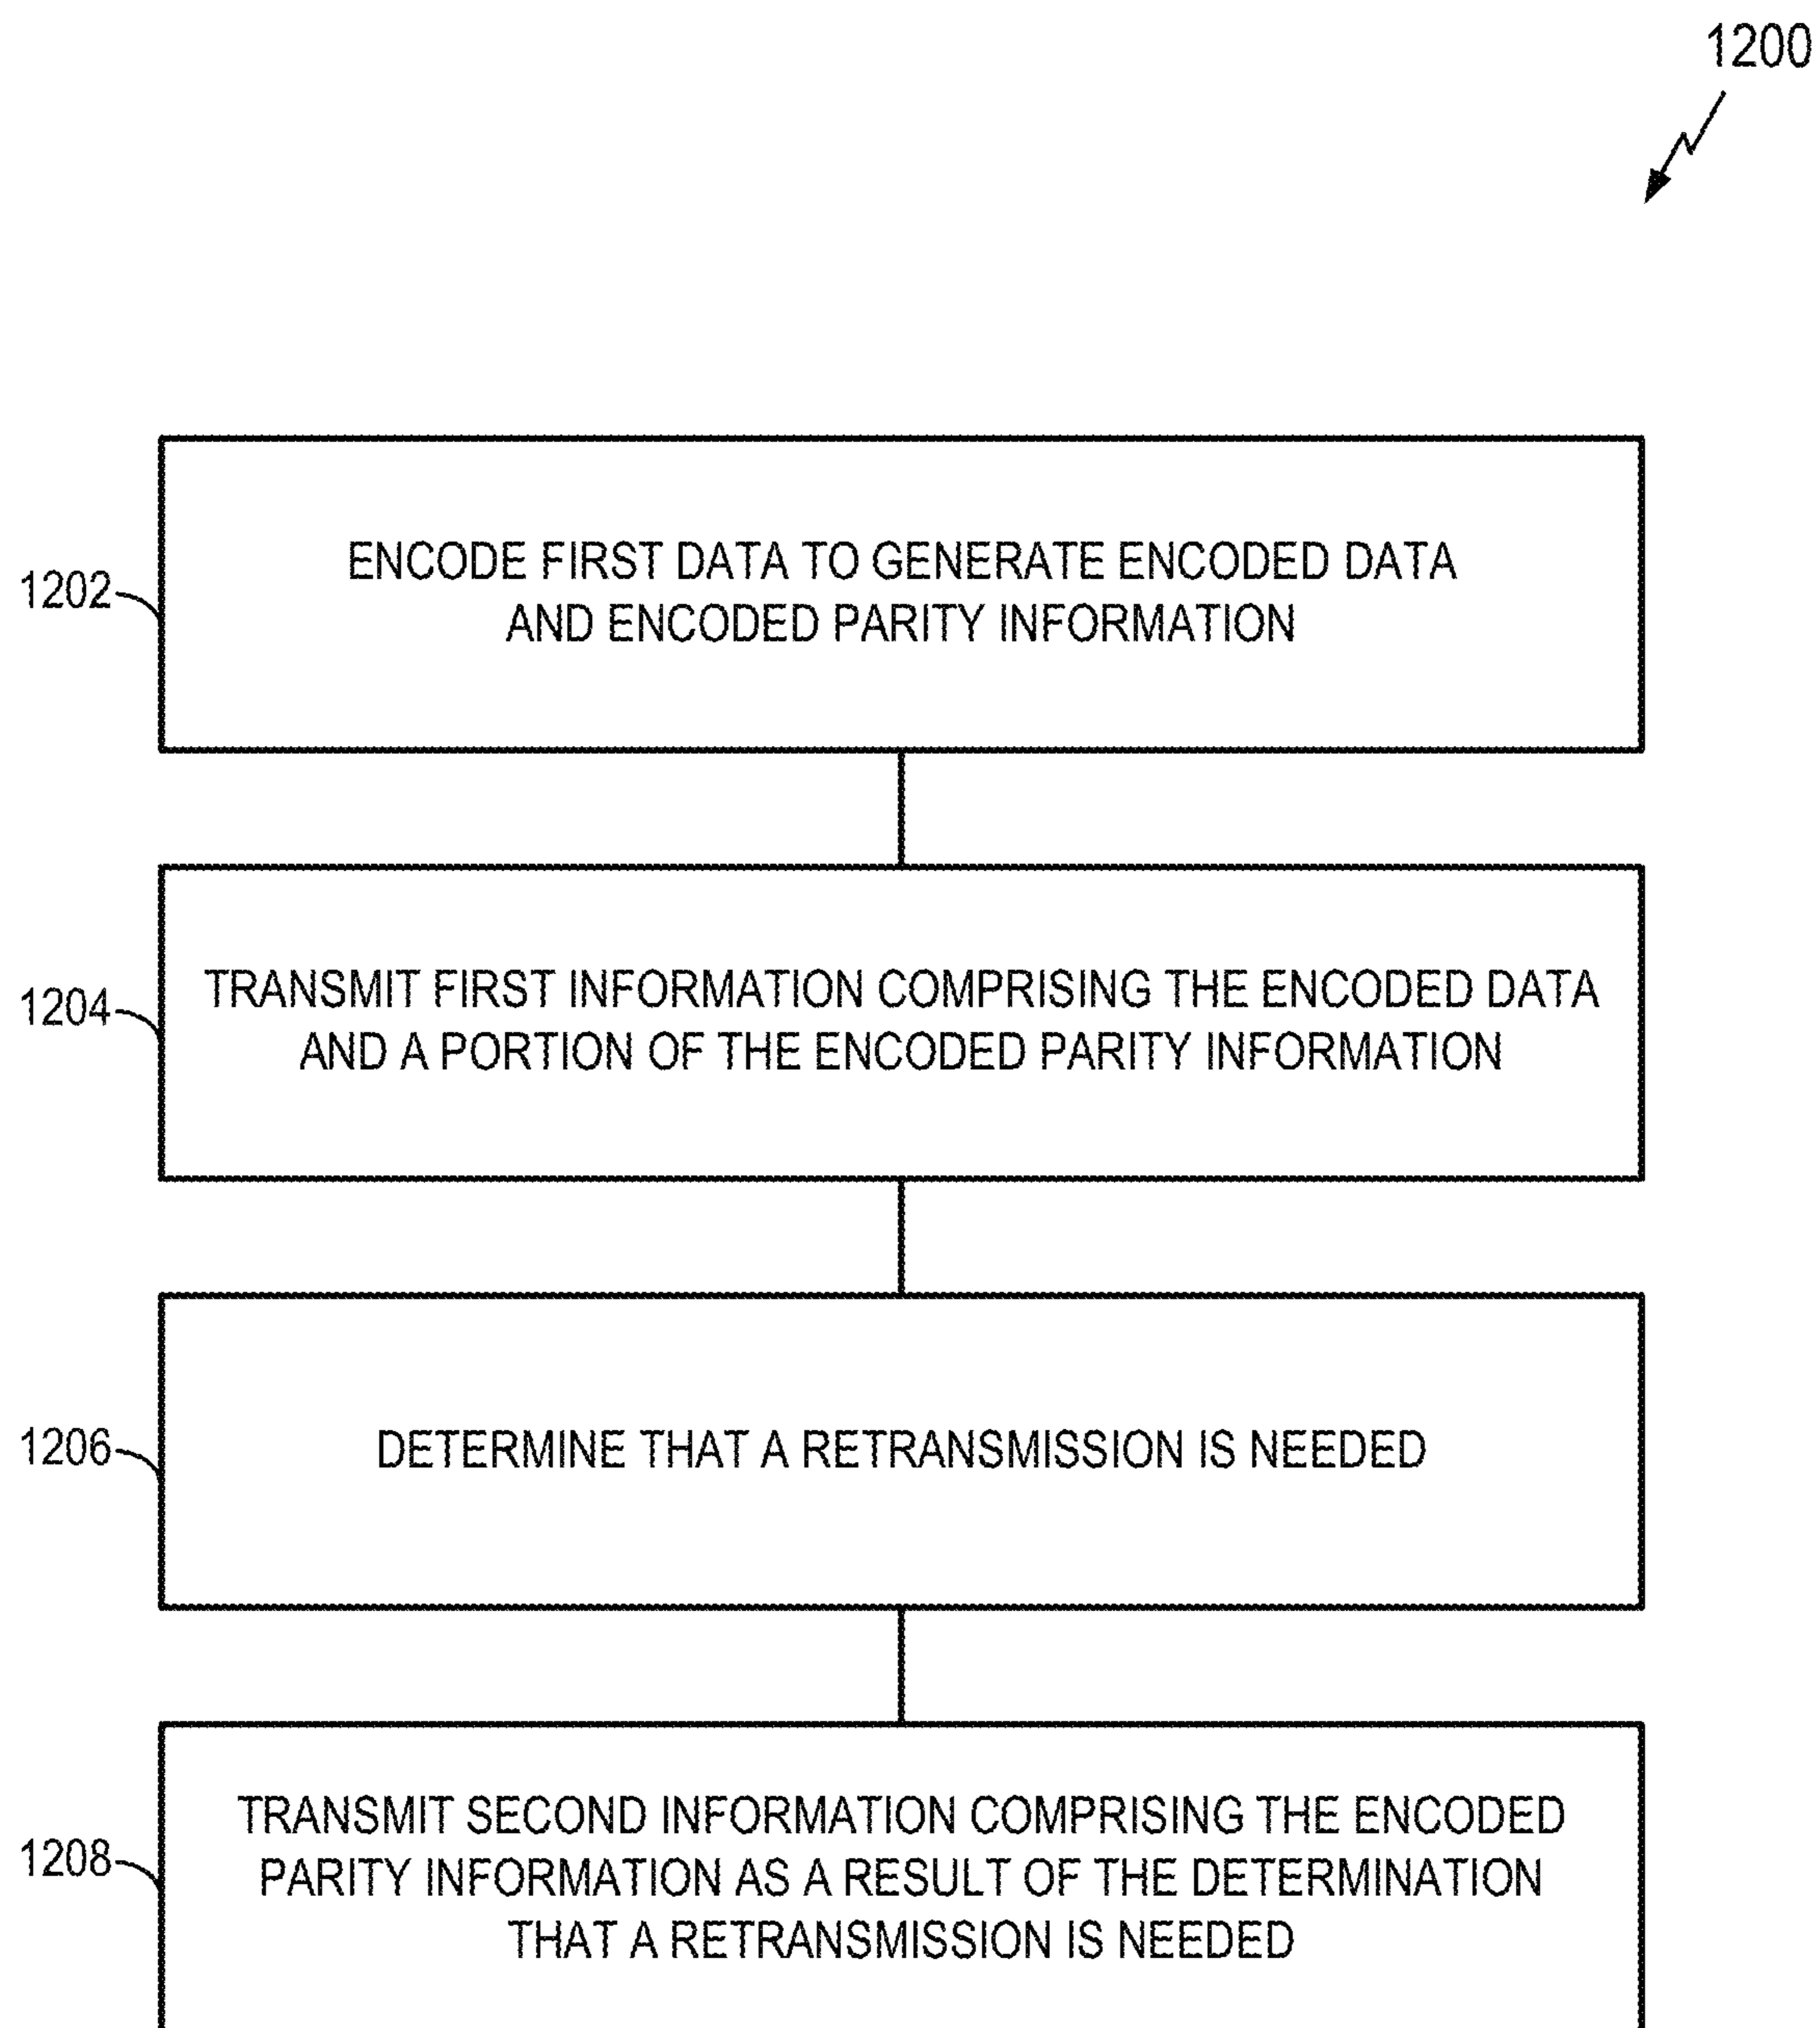 1200
1202
ENCODE FIRST DATA TO GENERATE ENCODED DATA
AND ENCODED PARITY INFORMATION
1204
TRANSMIT FIRST INFORMATION COMPRISING THE ENCODED DATA
AND A PORTION OF THE ENCODED PARITY INFORMATION
1206
DETERMINE THAT A RETRANSMISSION IS NEEDED
1208
TRANSMIT SECOND INFORMATION COMPRISING THE ENCODED
PARITY INFORMATION AS A RESULT OF THE DETERMINATION
THAT A RETRANSMISSION IS NEEDED